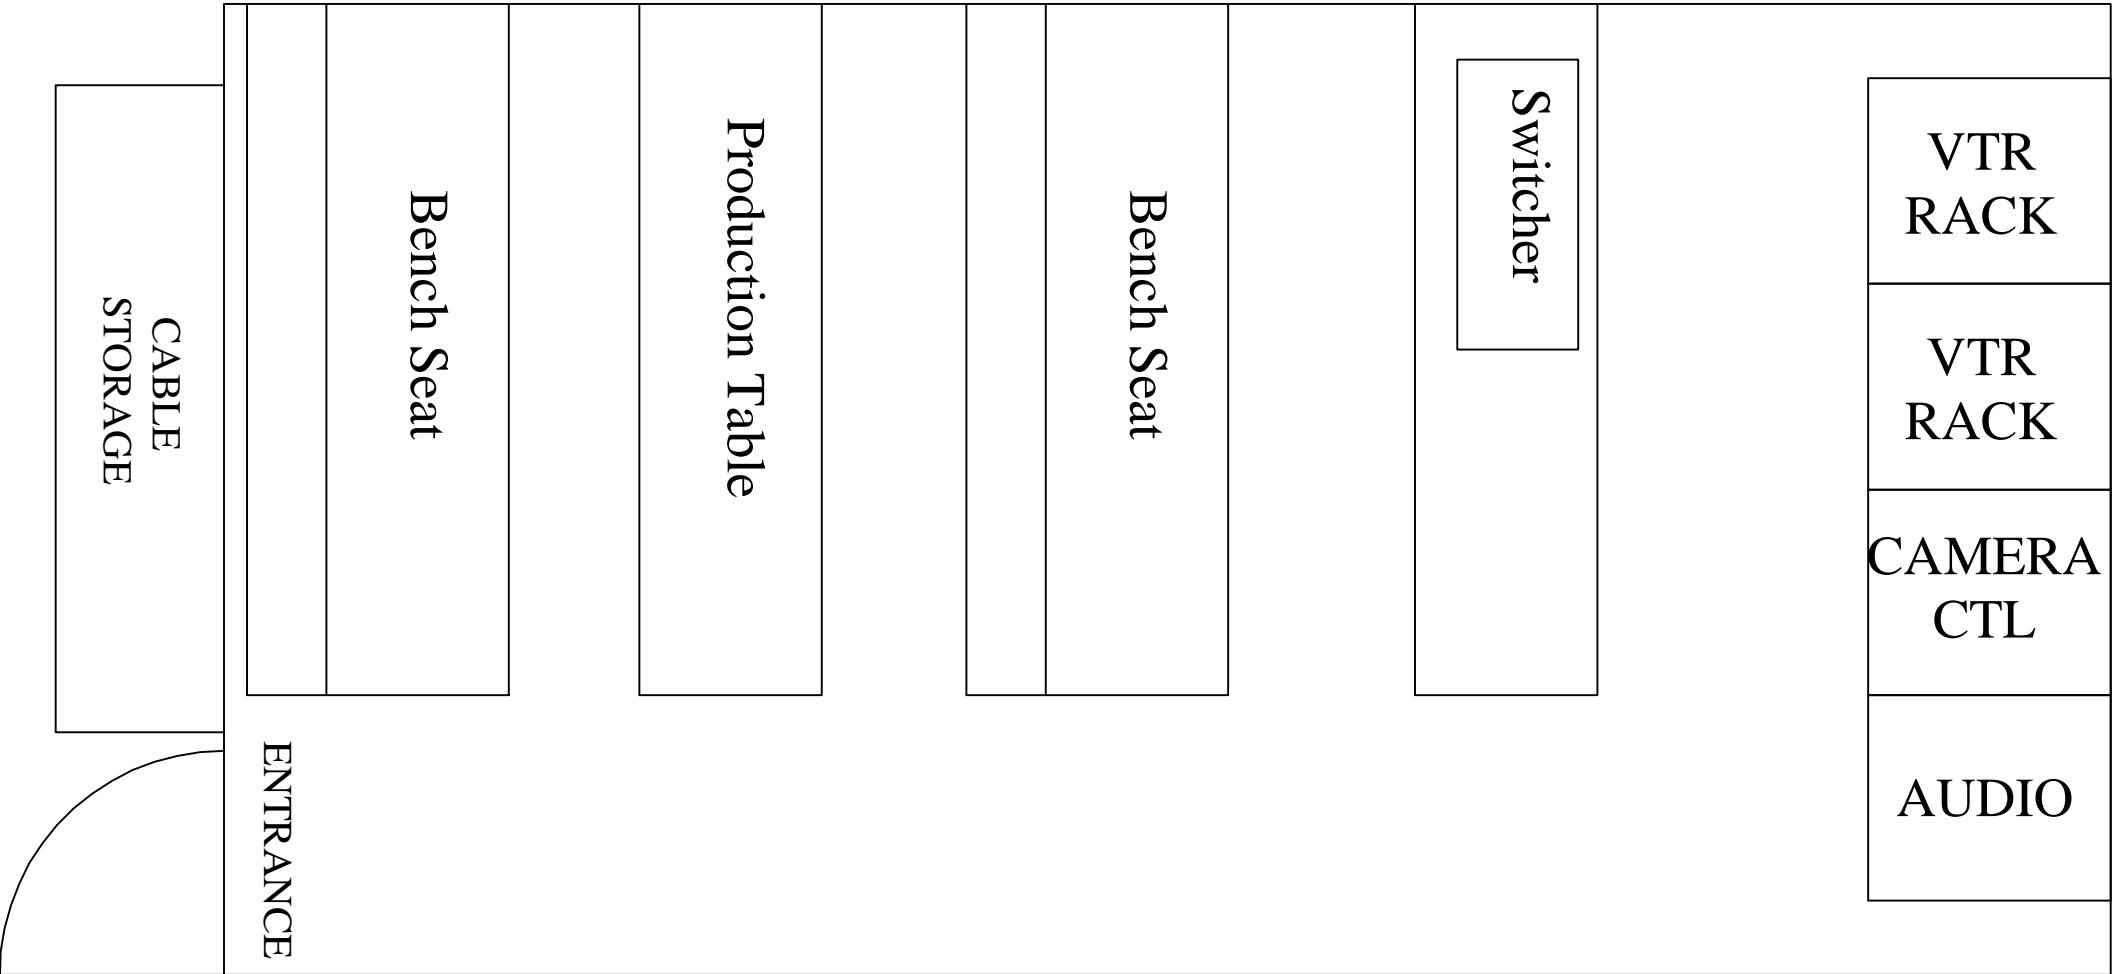 CABLE
STORAGE
ENTRANCE
Bench Seat
Production Table
Bench Seat
Switcher
VTR
RACK
VTR
RACK
CAMERA
CTL
AUDIO